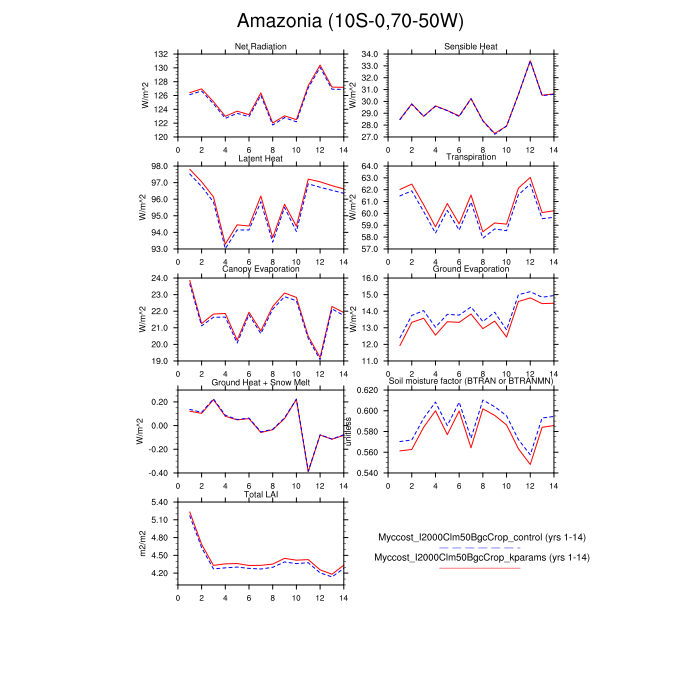 Amazonia (10S-0,70-50W)
Net Radiation
Sensible Heat
W/m^2
132
130
128
126
124
122
120
0 2 4 6 8 10 12 14
W/m^2
34.0
33.0
32.0
31.0
30.0
29.0
28.0
27.0
0 2 4 6 8 10 12 14
Latent Heat
Transpiration
W/m^2
98.0
97.0
96.0
95.0
94.0
93.0
0 2 4 6 8 10 12 14
W/m^2
64.0
63.0
62.0
61.0
60.0
59.0
58.0
57.0
0 2 4 6 8 10 12 14
Canopy Evaporation
Ground Evaporation
W/m^2
24.0
23.0
22.0
21.0
20.0
19.0
0 2 4 6 8 10 12 14
W/m^2
16.0
15.0
14.0
13.0
12.0
11.0
0 2 4 6 8 10 12 14
Ground Heat + Snow Melt
Soil moisture factor (BTRAN or BTRANMN)
W/m^2
0.20
0.00
-0.20
-0.40
0 2 4 6 8 10 12 14
unitless
0.620
0.600
0.580
0.560
0.540
0 2 4 6 8 10 12 14
Total LAI
m2/m2
5.40
5.10
4.80
4.50
4.20
0 2 4 6 8 10 12 14
Myccost_I2000Clm50BgcCrop_control (yrs 1-14)
Myccost_I2000Clm50BgcCrop_kparams (yrs 1-14)